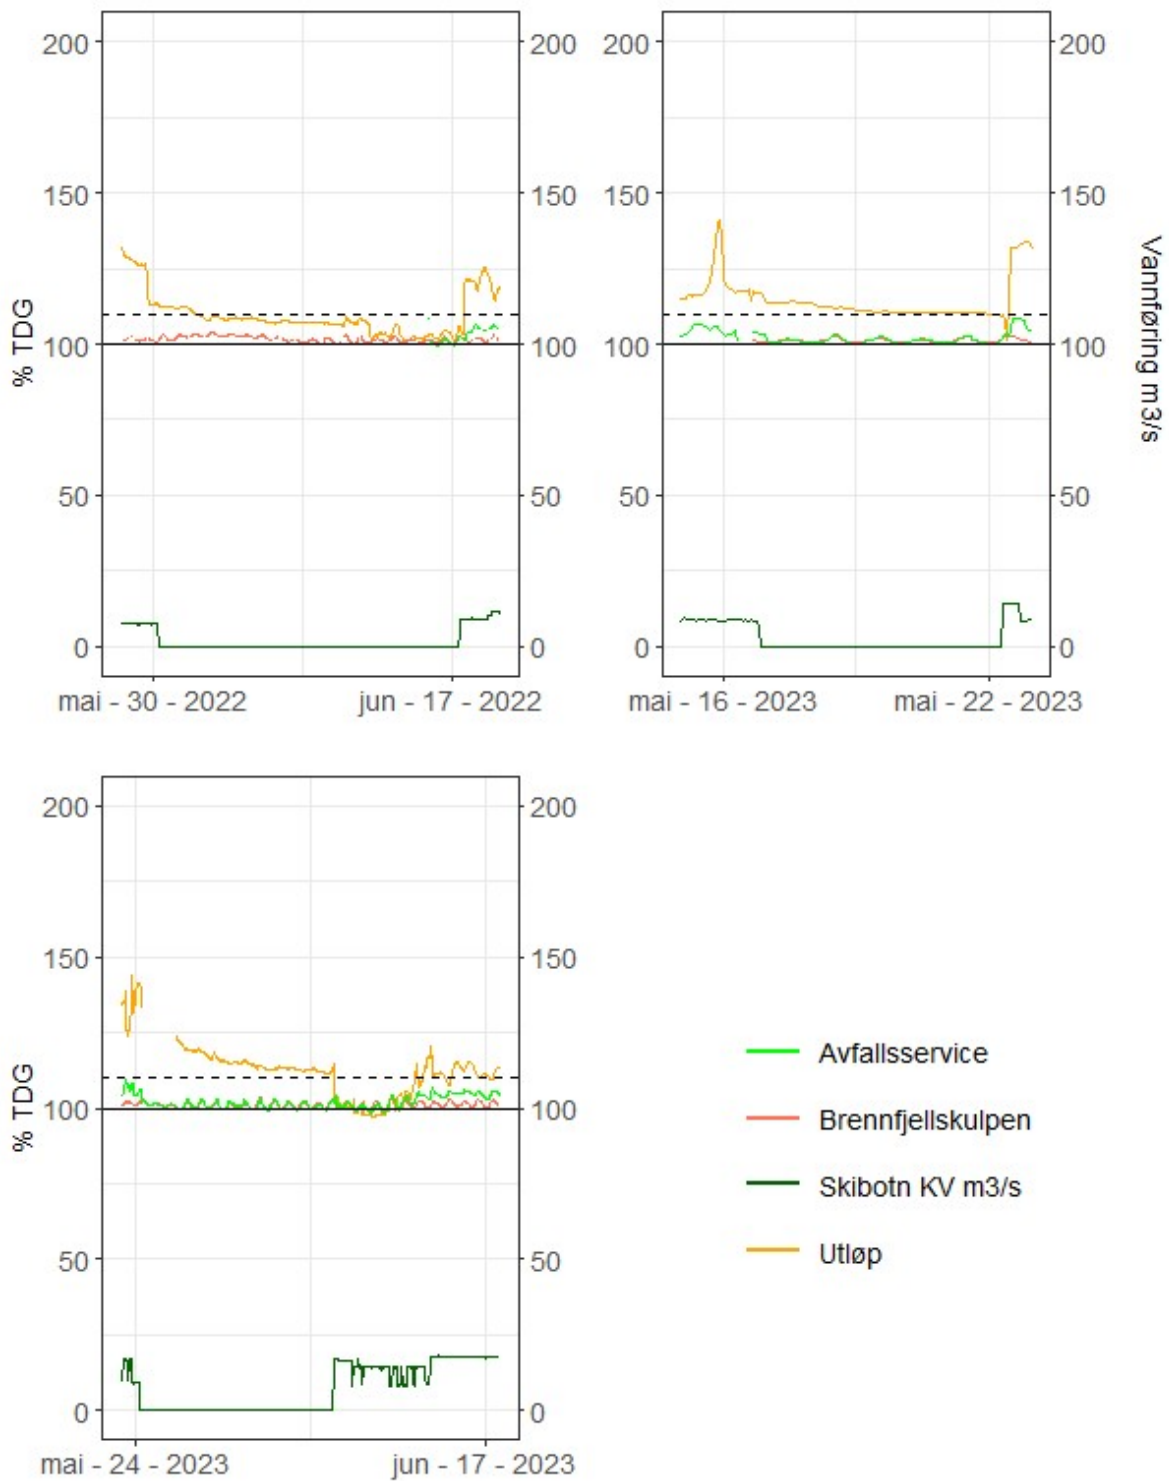 200
150
100
50
0
% TDG
200
150
100
50
0
mai - 30 - 2022
jun - 17 - 2022
200
150
100
50
0
200
150
100
50
0
Vannføring m3/s
mai - 16 - 2023
mai - 22 - 2023
200
150
100
50
0
% TDG
200
150
100
50
0
mai - 24 - 2023
jun - 17 - 2023
Avfallsservice
Brennfjellskulpen
Skibotn KV m3/s
Utløp